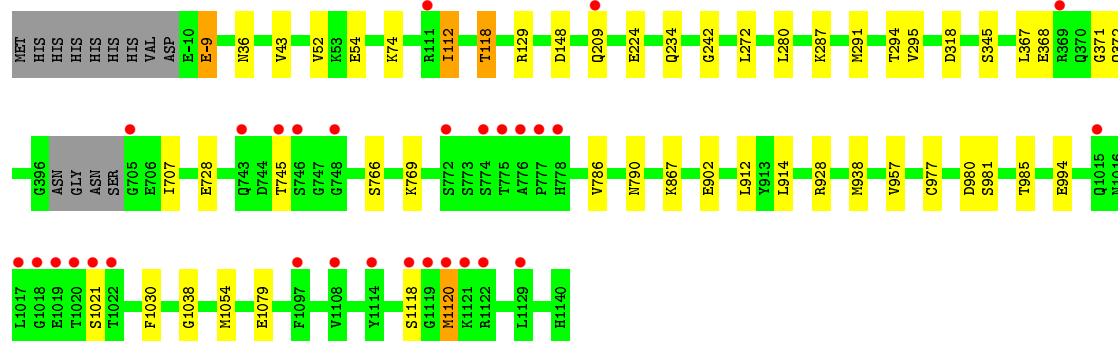 MET HIS HIS HIS HIS HIS HIS VAL ASP E-10 E-9 N36 V43 V52 K53 E54 K74 R111 I112 T118 R129 D148 Q209 E224 Q234 G242 L272 L280 K287 M291 T294 V295 D318 S345 L367 E368 R369 Q370 G371 Q372
G396 ASN GLY ASN SER G705 E706 I707 E728 Q743 D744 T745 S746 G747 G748 S766 K769 S772 S773 S774 T775 A776 P777 H778 V786 N790 K867 E902 L912 Y913 L914 R928 M938 V957 C977 D980 S981 T985 E994 Q1015 N1016
L1017 G1018 E1019 T1020 S1021 T1022 F1030 G1038 M1054 E1079 F1097 V1108 Y1114 S1118 G1119 M1120 K1121 R1122 L1129 H1140